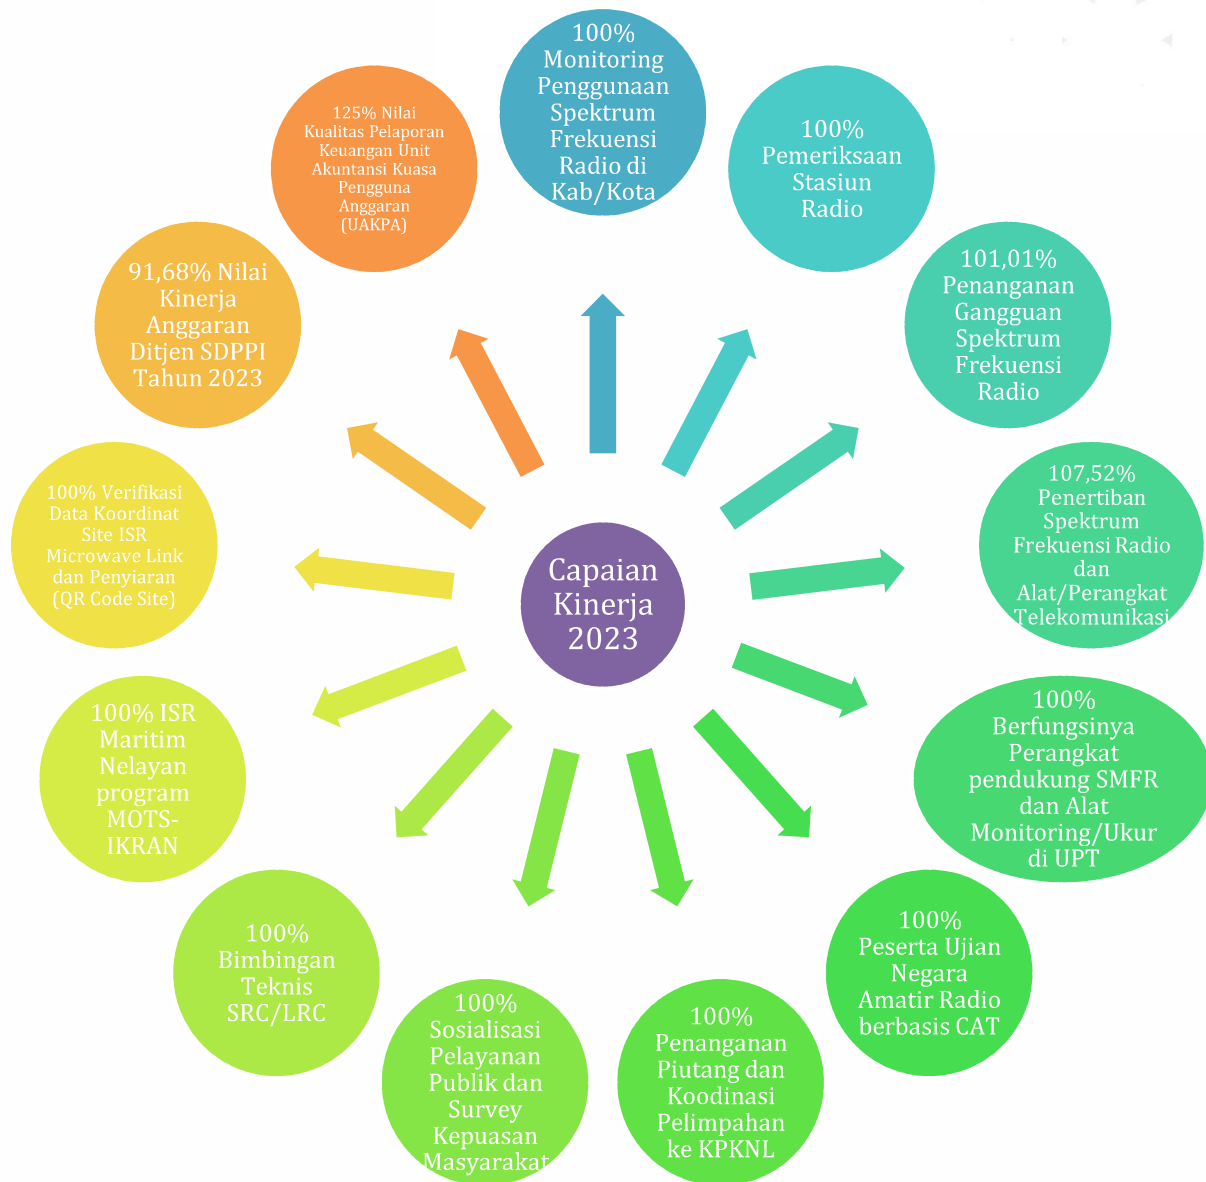 Capaian
Kinerja
2023
100%
Monitoring
Penggunaan
Spektrum
Frekuensi
Radio di
Kab/Kota
100%
Pemeriksaan
Stasiun
Radio
101,01%
Penanganan
Gangguan
Spektrum
Frekuensi
Radio
107,52%
Penertiban
Spektrum
Frekuensi Radio
dan
Alat/Perangkat
Telekomunikasi
100%
Berfungsinya
Perangkat
pendukung SMFR
dan Alat
Monitoring/Ukur
di UPT
100%
Peserta Ujian
Negara
Amatir Radio
berbasis CAT
100%
Penanganan
Piutang dan
Koodinasi
Pelimpahan
ke KPKNL
100%
Sosialisasi
Pelayanan
Publik dan
Survey
Kepuasan
Masyarakat
100%
Bimbingan
Teknis
SRC/LRC
100% ISR
Maritim
Nelayan
program
MOTS-
IKRAN
100% Verifikasi
Data Koordinat
Site ISR
Microwave Link
dan Penyiaran
(QR Code Site)
91,68% Nilai
Kinerja
Anggaran
Ditjen SDPPI
Tahun 2023
125% Nilai
Kualitas Pelaporan
Keuangan Unit
Akuntansi Kuasa
Pengguna
Anggaran
(UAKPA)